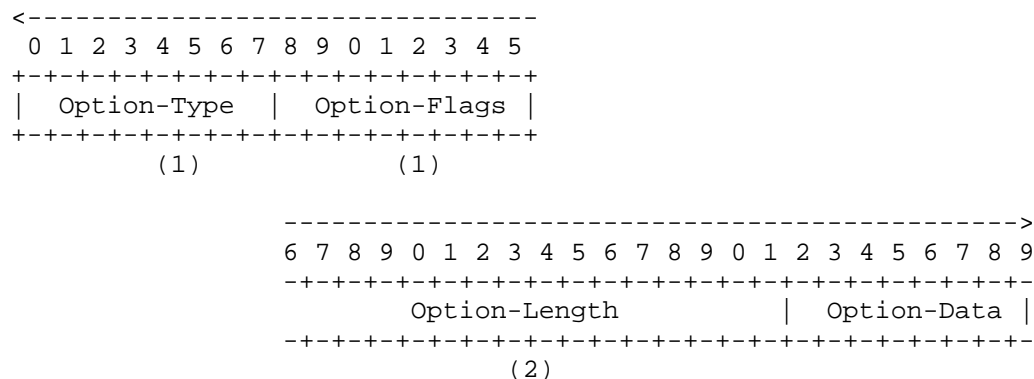 <---------------------------------
 0 1 2 3 4 5 6 7 8 9 0 1 2 3 4 5
+-+-+-+-+-+-+-+-+-+-+-+-+-+-+-+-+
|  Option-Type  |  Option-Flags |
+-+-+-+-+-+-+-+-+-+-+-+-+-+-+-+-+
         (1)            (1)
                 ---------------------------------------------->
                 6 7 8 9 0 1 2 3 4 5 6 7 8 9 0 1 2 3 4 5 6 7 8 9
                 -+-+-+-+-+-+-+-+-+-+-+-+-+-+-+-+-+-+-+-+-+-+-+-
                         Option-Length          |  Option-Data |
                 -+-+-+-+-+-+-+-+-+-+-+-+-+-+-+-+-+-+-+-+-+-+-+-
                               (2)